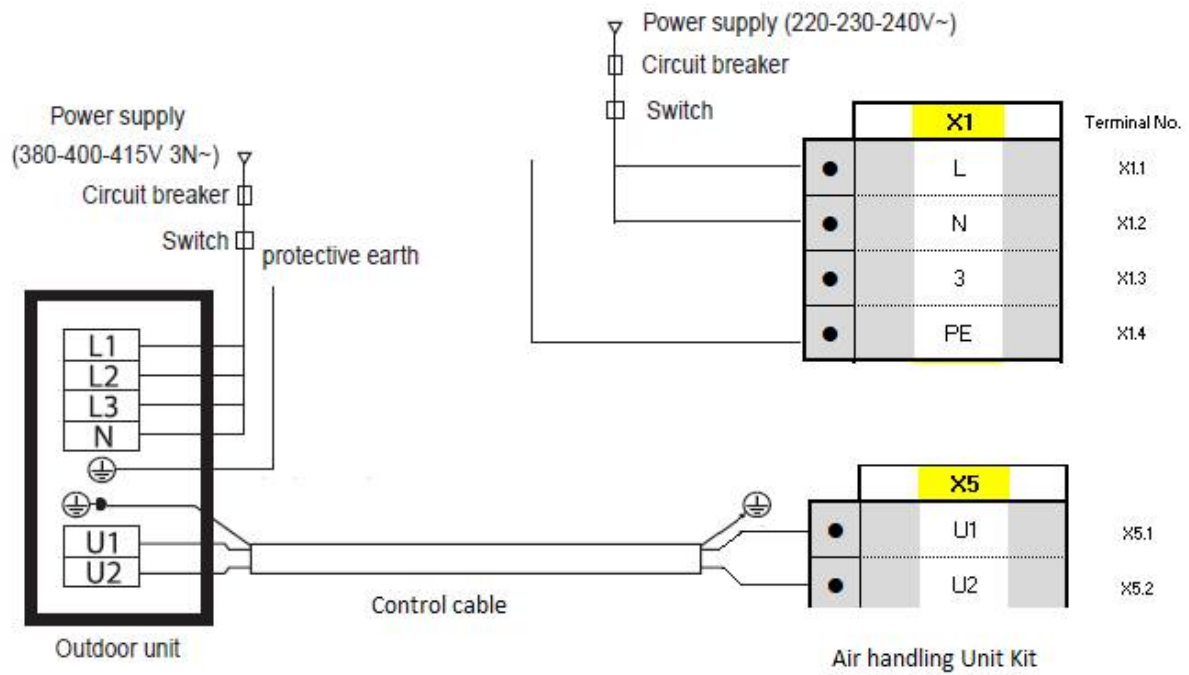 Power supply (220-230-240V~)
Circuit breaker
Switch
Power supply
(380-400-415V 3N~)
Circuit breaker
Switch
protective earth
X1
Terminal No.
L
X1.1
N
X1.2
3
X1.3
PE
X1.4
L1
L2
L3
N
U1
U2
Control cable
Outdoor unit
X5
U1
X5.1
U2
X5.2
Air handling Unit Kit